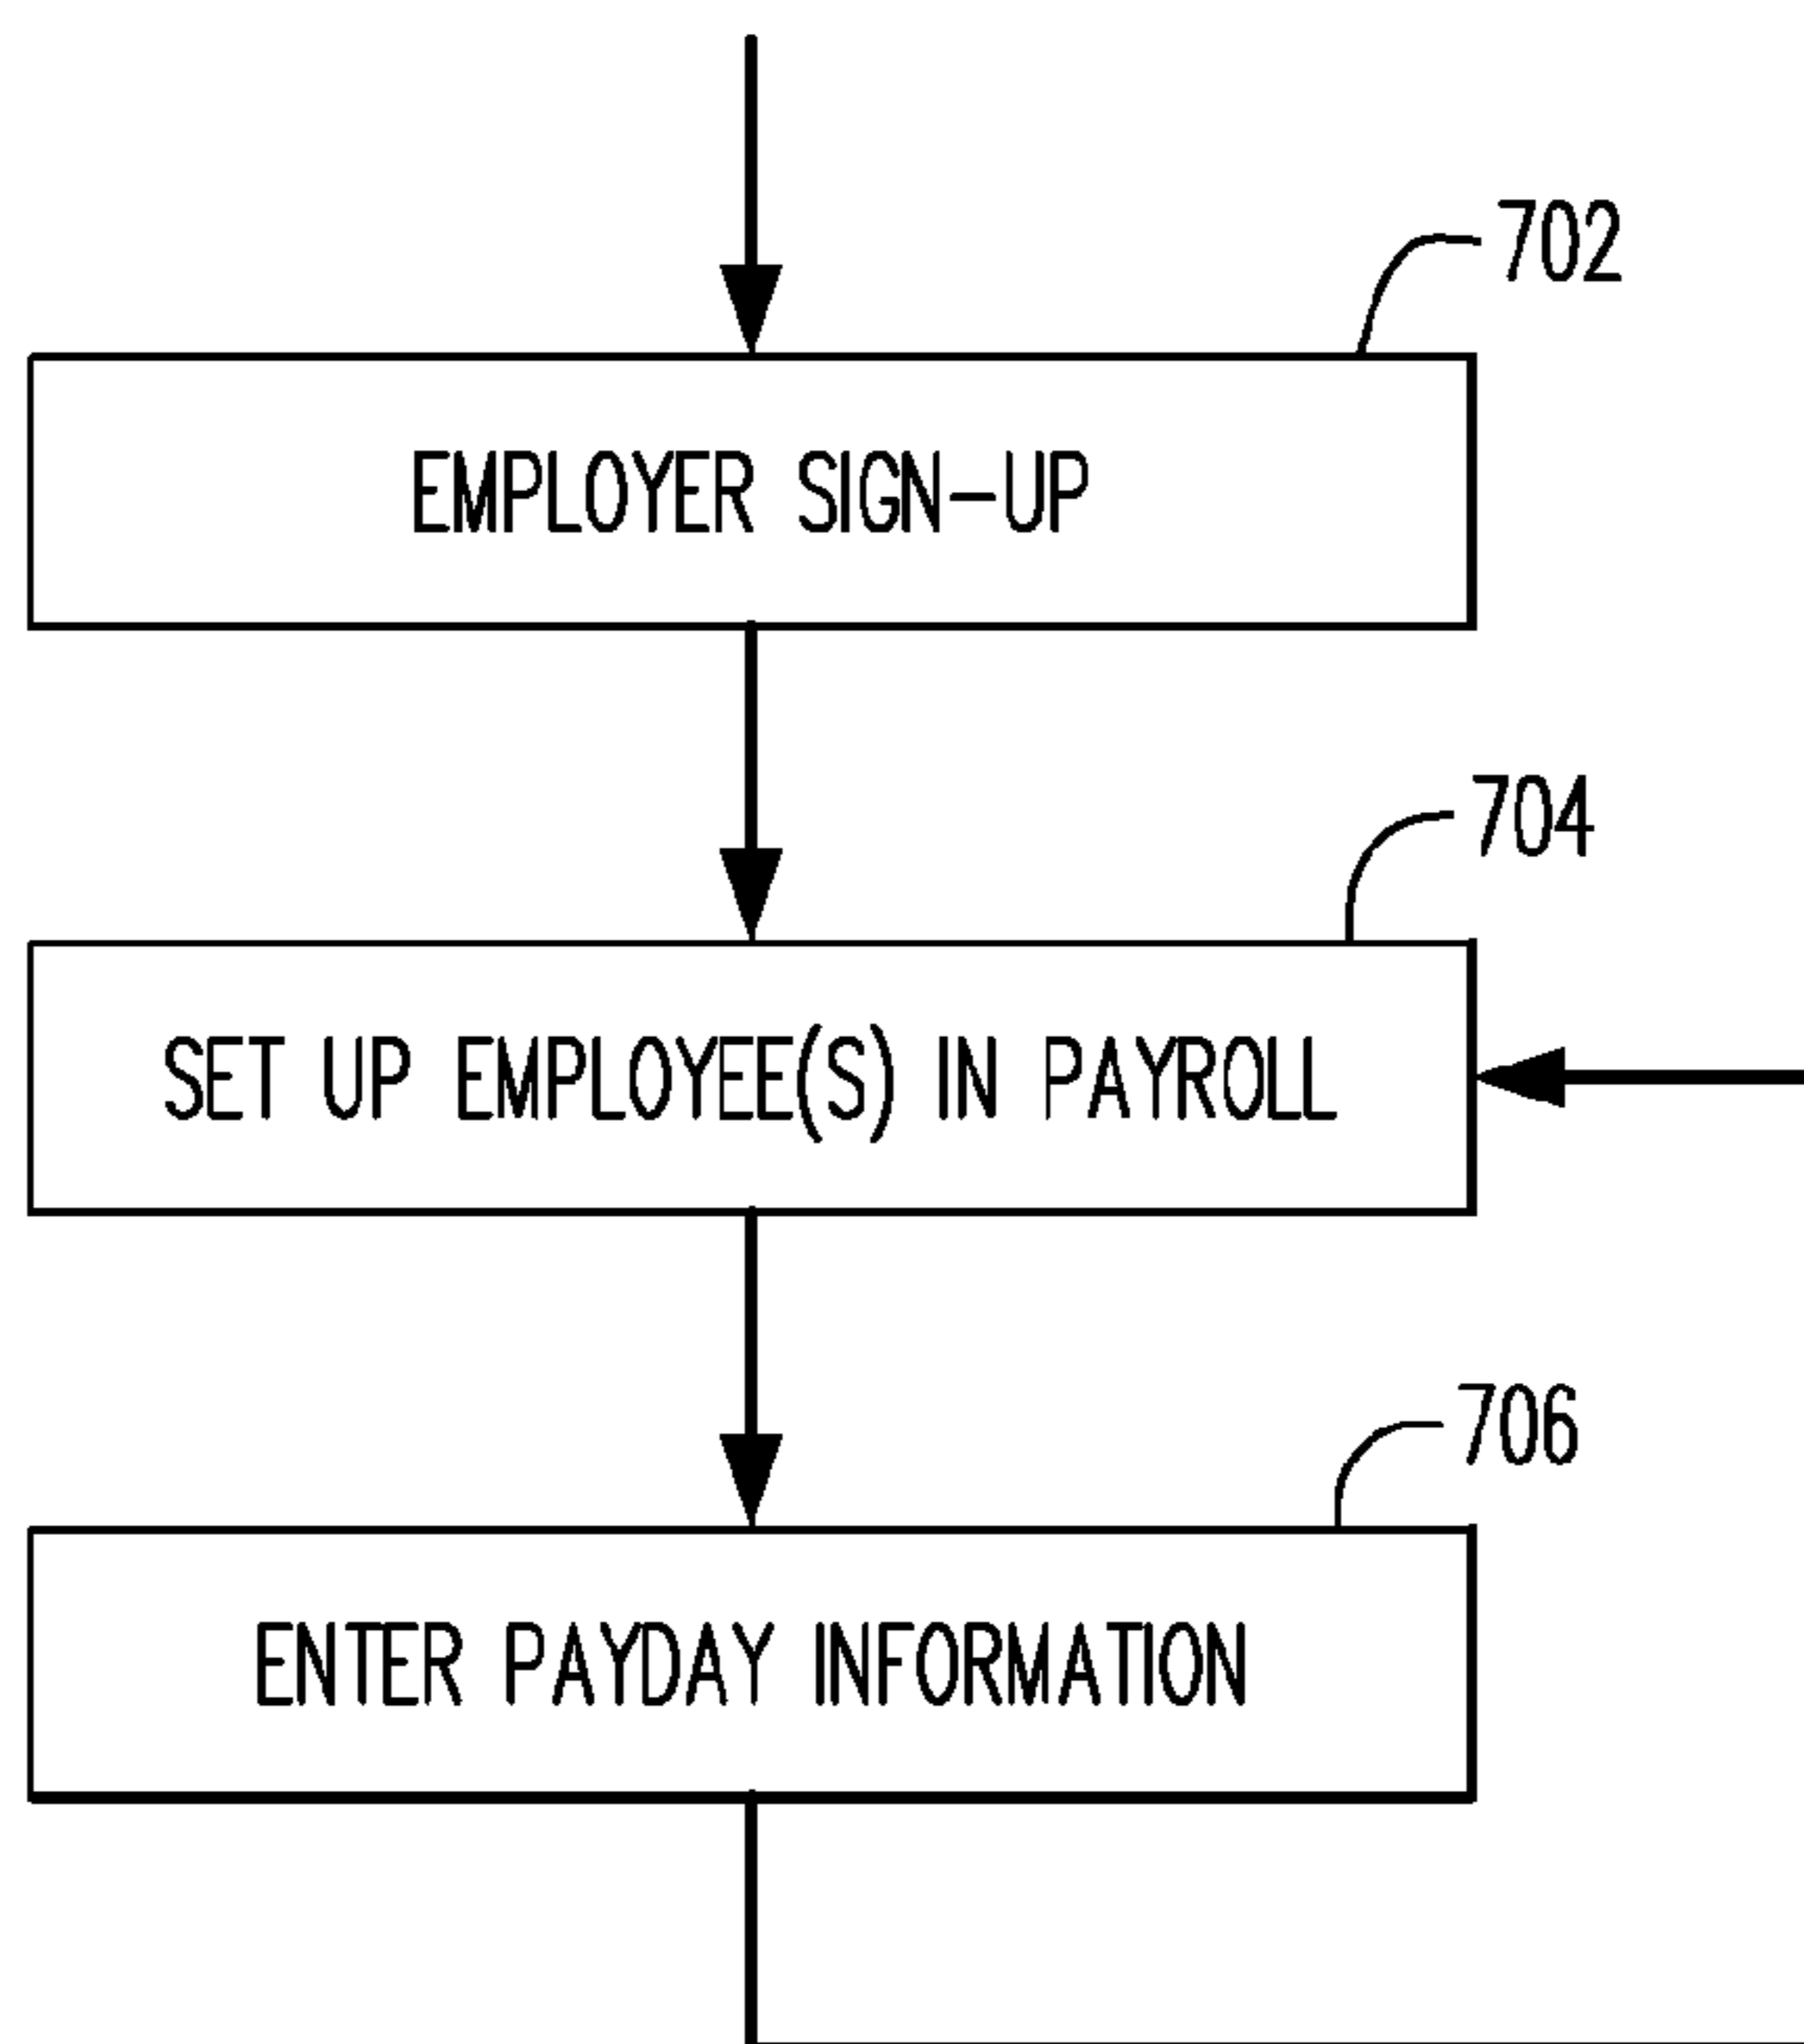 702
EMPLOYER SIGN-UP
704
SET UP EMPLOYEE(S) IN PAYROLL
706
ENTER PAYDAY INFORMATION